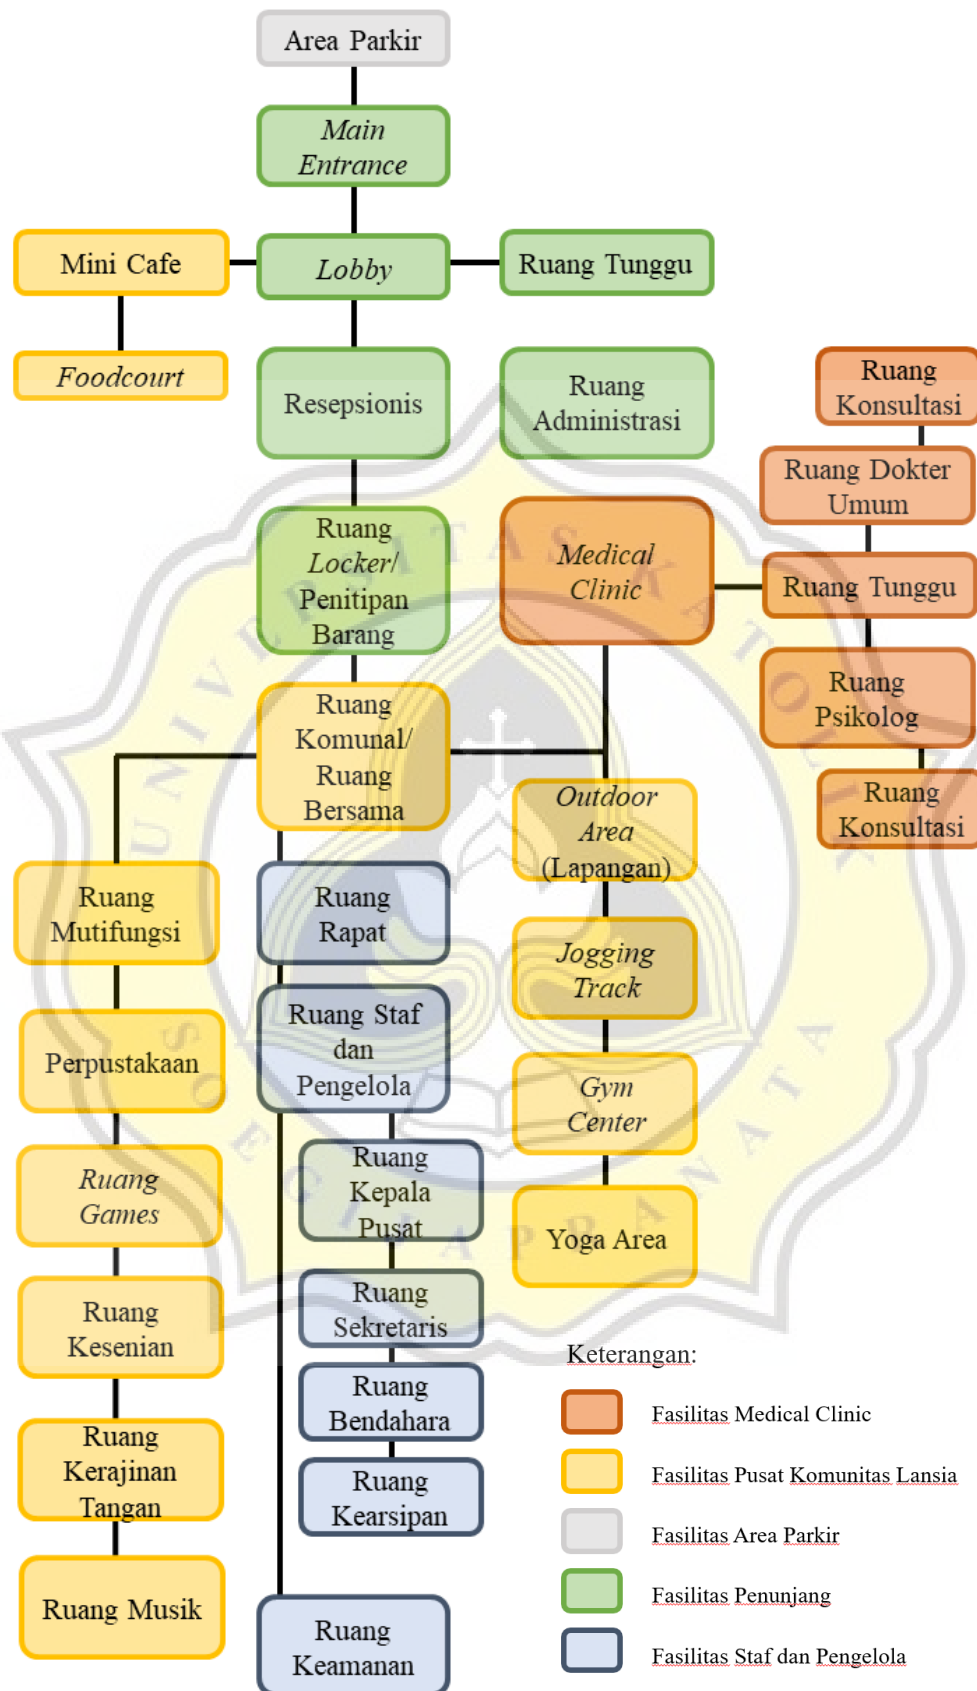 Area Parkir
Main
Entrance
Mini Cafe
Lobby
Ruang Tunggu
Foodcourt
Resepsionis
Ruang
Administrasi
Ruang
Konsultasi
Ruang Dokter
Umum
Ruang
Locker/
Penitipan
Barang
Medical
Clinic
Ruang Tunggu
Ruang
Psikolog
Ruang
Konsultasi
Ruang
Komunal/
Ruang
Bersama
Outdoor
Area
(Lapangan)
Ruang
Mutifungsi
Ruang
Rapat
Jogging
Track
Perpustakaan
Ruang Staf
dan
Pengelola
Gym
Center
Ruang
Games
Ruang
Kepala
Pusat
Yoga Area
Ruang
Kesenian
Ruang
Sekretaris
Ruang
Bendahara
Ruang
Kerajinan
Tangan
Ruang
Kearsipan
Ruang Musik
Ruang
Keamanan
Keterangan:
Fasilitas Medical Clinic
Fasilitas Pusat Komunitas Lansia
Fasilitas Area Parkir
Fasilitas Penunjang
Fasilitas Staf dan Pengelola
UNIVERSITAS KATOLIK
SOEGIJAPRANATA